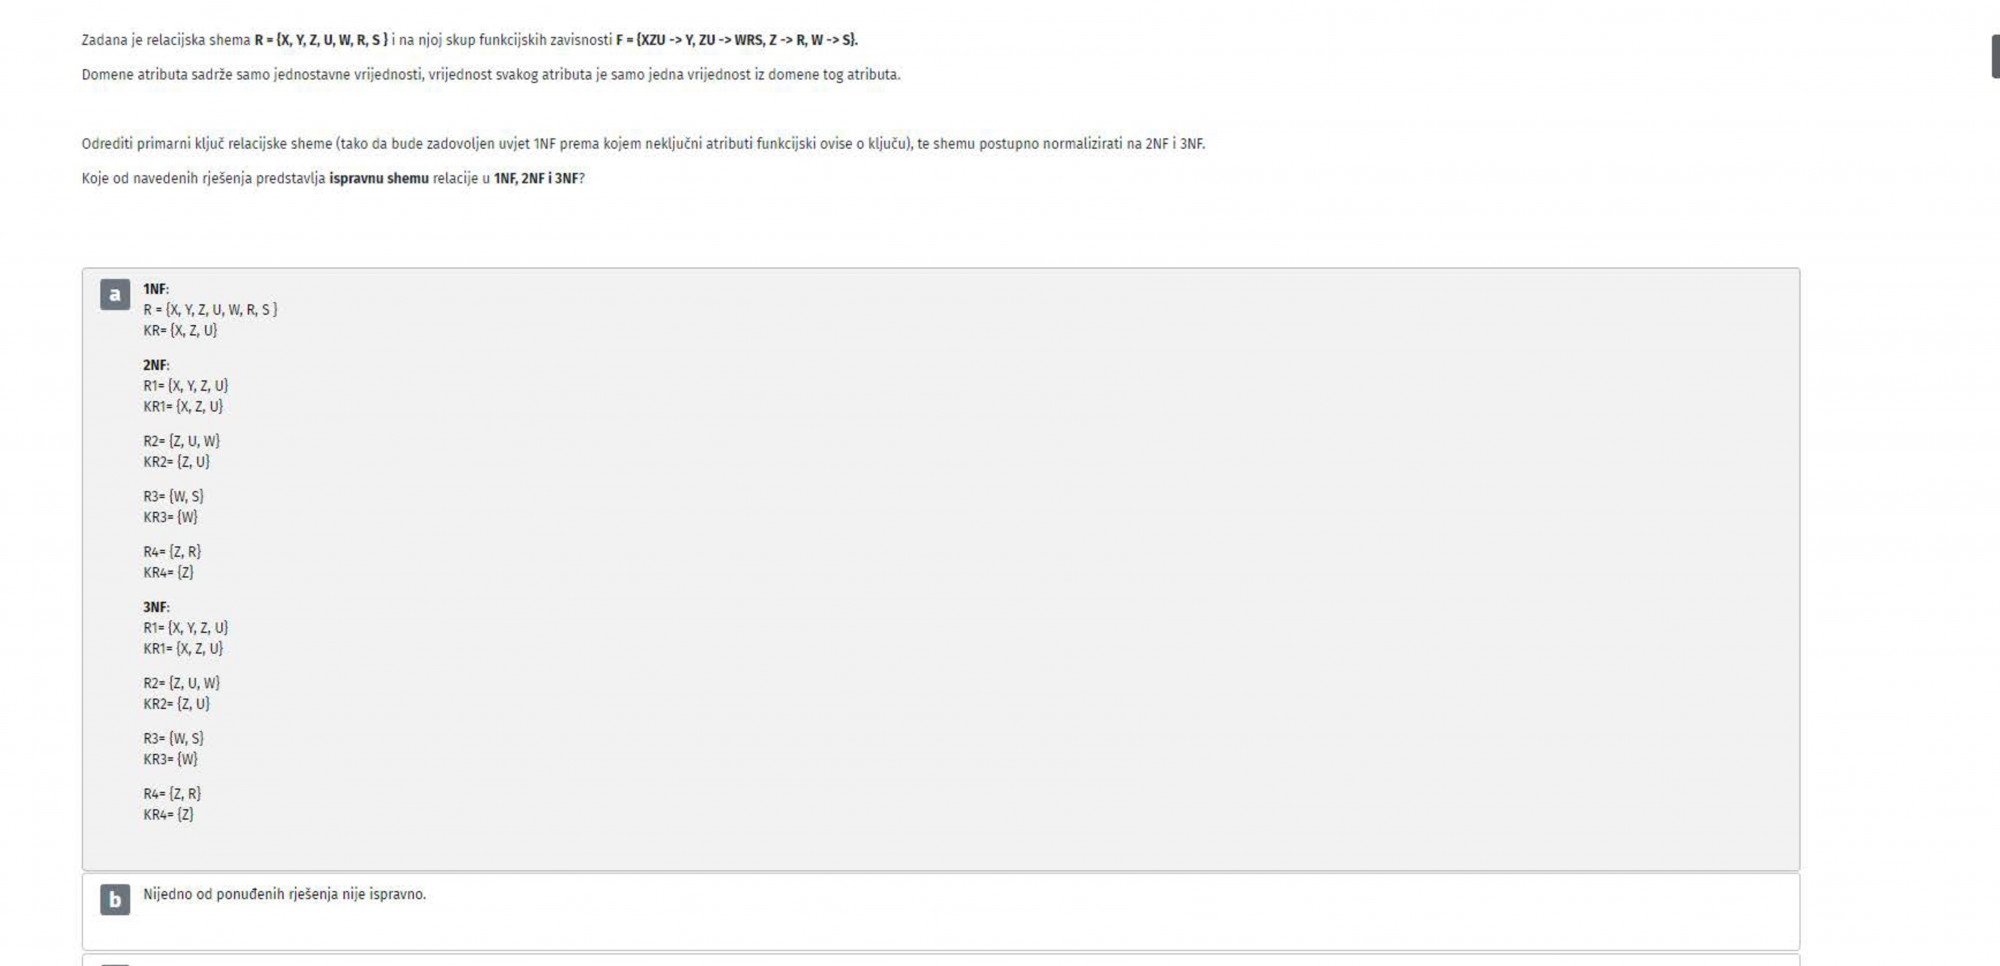 Zadana je relacijska shema R = {X, Y, Z, U, W, R, S } i na njoj skup funkcijskih zavisnosti F = {XZU -> Y, ZU -> WRS, Z -> R, W -> S}.
Domene atributa sadrže samo jednostavne vrijednosti, vrijednost svakog atributa je samo jedna vrijednost iz domene tog atributa.
Odrediti primarni ključ relacijske sheme (tako da bude zadovoljen uvjet 1NF prema kojem neključni atributi funkcijski ovise o ključu), te shemu postupno normalizirati na 2NF i 3NF.
Koje od navedenih rješenja predstavlja ispravnu shemu relacije u 1NF, 2NF i 3NF?
a
1NF:
R = {X, Y, Z, U, W, R, S }
KR= {X, Z, U}
2NF:
R1= {X, Y, Z, U}
KR1= {X, Z, U}
R2= {Z, U, W}
KR2= {Z, U}
R3= {W, S}
KR3= {W}
R4= {Z, R}
KR4= {Z}
3NF:
R1= {X, Y, Z, U}
KR1= {X, Z, U}
R2= {Z, U, W}
KR2= {Z, U}
R3= {W, S}
KR3= {W}
R4= {Z, R}
KR4= {Z}
b
Nijedno od ponuđenih rješenja nije ispravno.